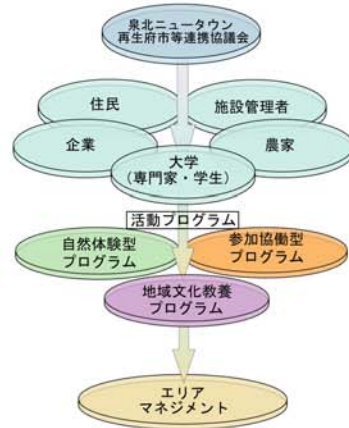 泉北ニュータウン
再生府市等連携協議会
住民
施設管理者
企業
農家
大学
(専門家・学生)
活動プログラム
自然体験型
プログラム
参加協働型
プログラム
地域文化教養
プログラム
エリア
マネジメント